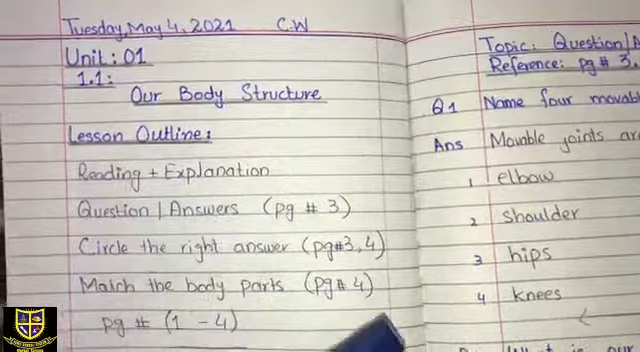 Tuesday, May 4, 2021 C.W
Unit: 01
1.1:
Our Body Structure
Lesson Outline:
Reading + Explanation
Question | Answers (pg # 3)
Circle the right answer (pg#3,4)
Match the body parts (pg# 4)
pg # (1 - 4)
Topic: Question/A
Reference: pg # 3.
Q1 Name four movabl
Ans Movable joints ar
1 elbow
2 shoulder
3 hips
4 knees